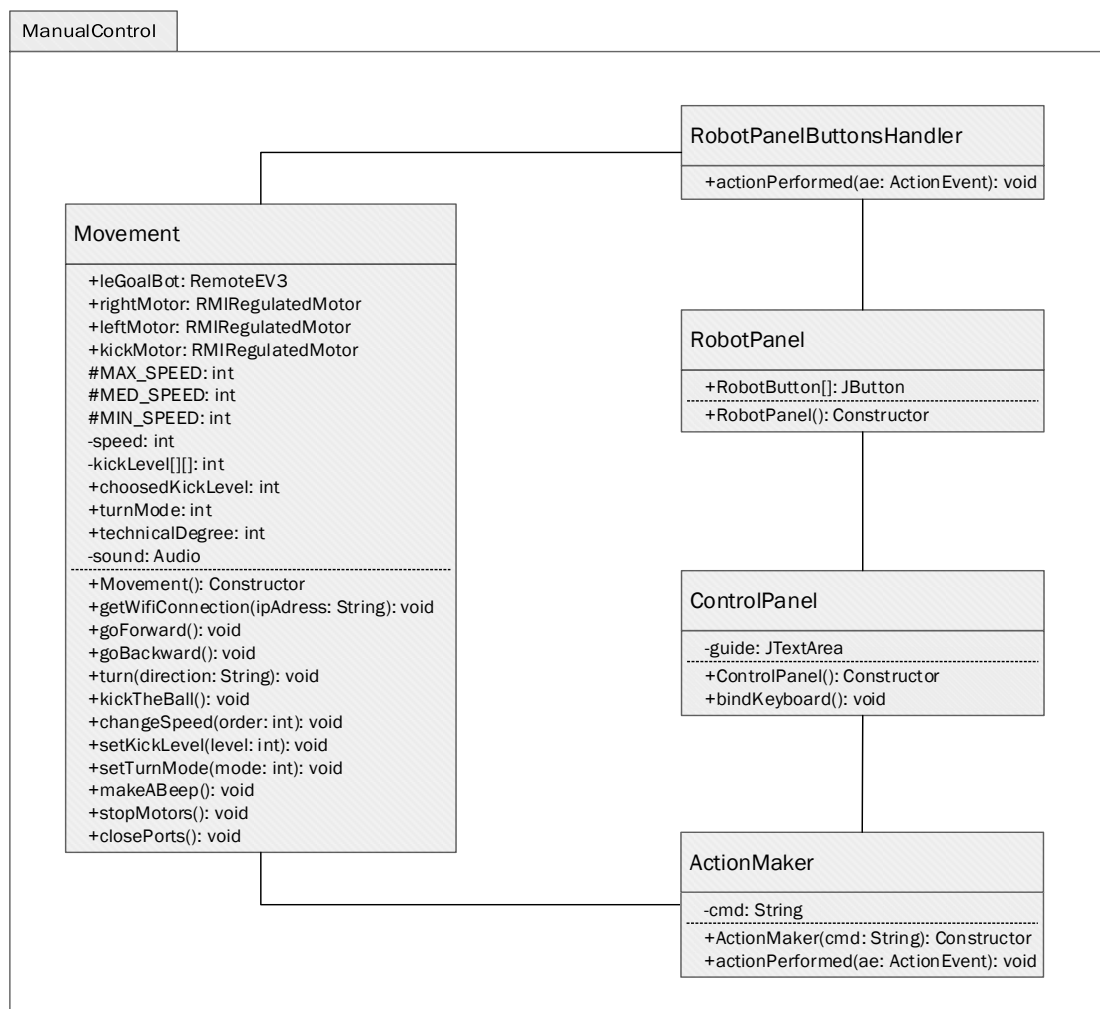 ManualControl
RobotPanelButtonsHandler
+actionPerformed(ae: ActionEvent): void
Movement
+leGoalBot: RemoteEV3
+rightMotor: RMIRegulatedMotor
+leftMotor: RMIRegulatedMotor
+kickMotor: RMIRegulatedMotor
#MAX_SPEED: int
#MED_SPEED: int
#MIN_SPEED: int
-speed: int
-kickLevel[][]: int
+choosedKickLevel: int
+turnMode: int
+technicalDegree: int
-sound: Audio
+Movement(): Constructor
+getWifiConnection(ipAdress: String): void
+goForward(): void
+goBackward(): void
+turn(direction: String): void
+kickTheBall(): void
+changeSpeed(order: int): void
+setKickLevel(level: int): void
+setTurnMode(mode: int): void
+makeABeep(): void
+stopMotors(): void
+closePorts(): void
RobotPanel
+RobotButton[]: JButton
+RobotPanel(): Constructor
ControlPanel
-guide: JTextArea
+ControlPanel(): Constructor
+bindKeyboard(): void
ActionMaker
-cmd: String
+ActionMaker(cmd: String): Constructor
+actionPerformed(ae: ActionEvent): void